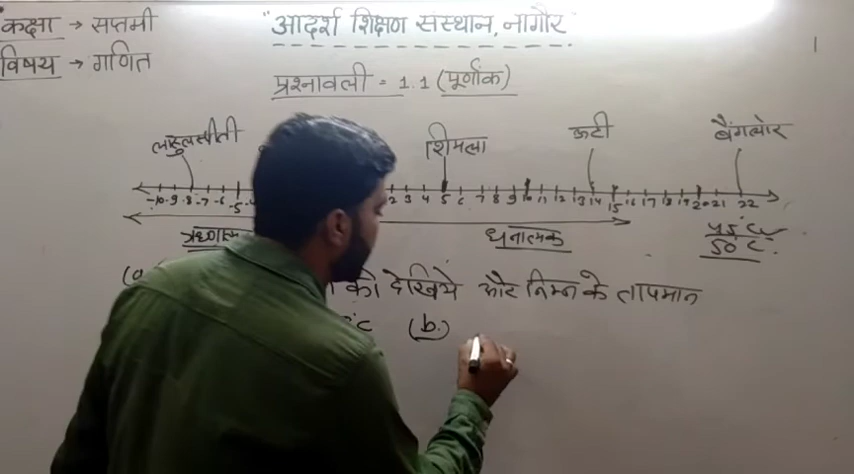 कक्षा → सप्तमी
"आदर्श शिक्षण संस्थान, नागौर"
विषय → गणित
प्रश्नावली = 1.1 (पूर्णांक)
लाहुलस्पीती शिमला ऊटी बैंगलोर
-10 -9 -8 -7 -6 -5 2 3 4 5 6 7 8 9 10 11 12 13 14 15 16 17 18 19 20 21 22
धनात्मक
45°C
50°C
(a को देखिये और निम्न के तापमान
°C (b.)